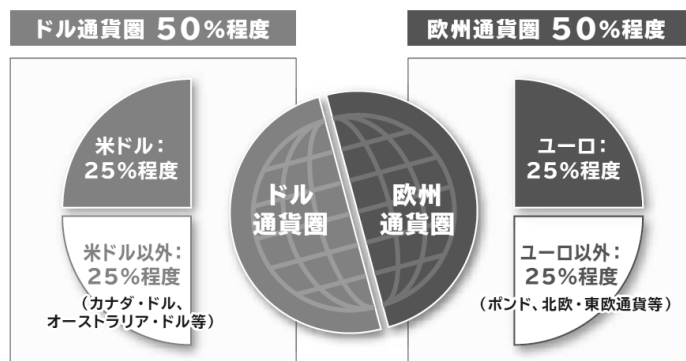 ドル通貨圏 50%程度
米ドル:
25%程度
米ドル以外:
25%程度
(カナダ・ドル、
オーストラリア・ドル等)
ドル
通貨圏
欧州
通貨圏
欧州通貨圏 50%程度
ユーロ:
25%程度
ユーロ以外:
25%程度
(ポンド、北欧・東欧通貨等)